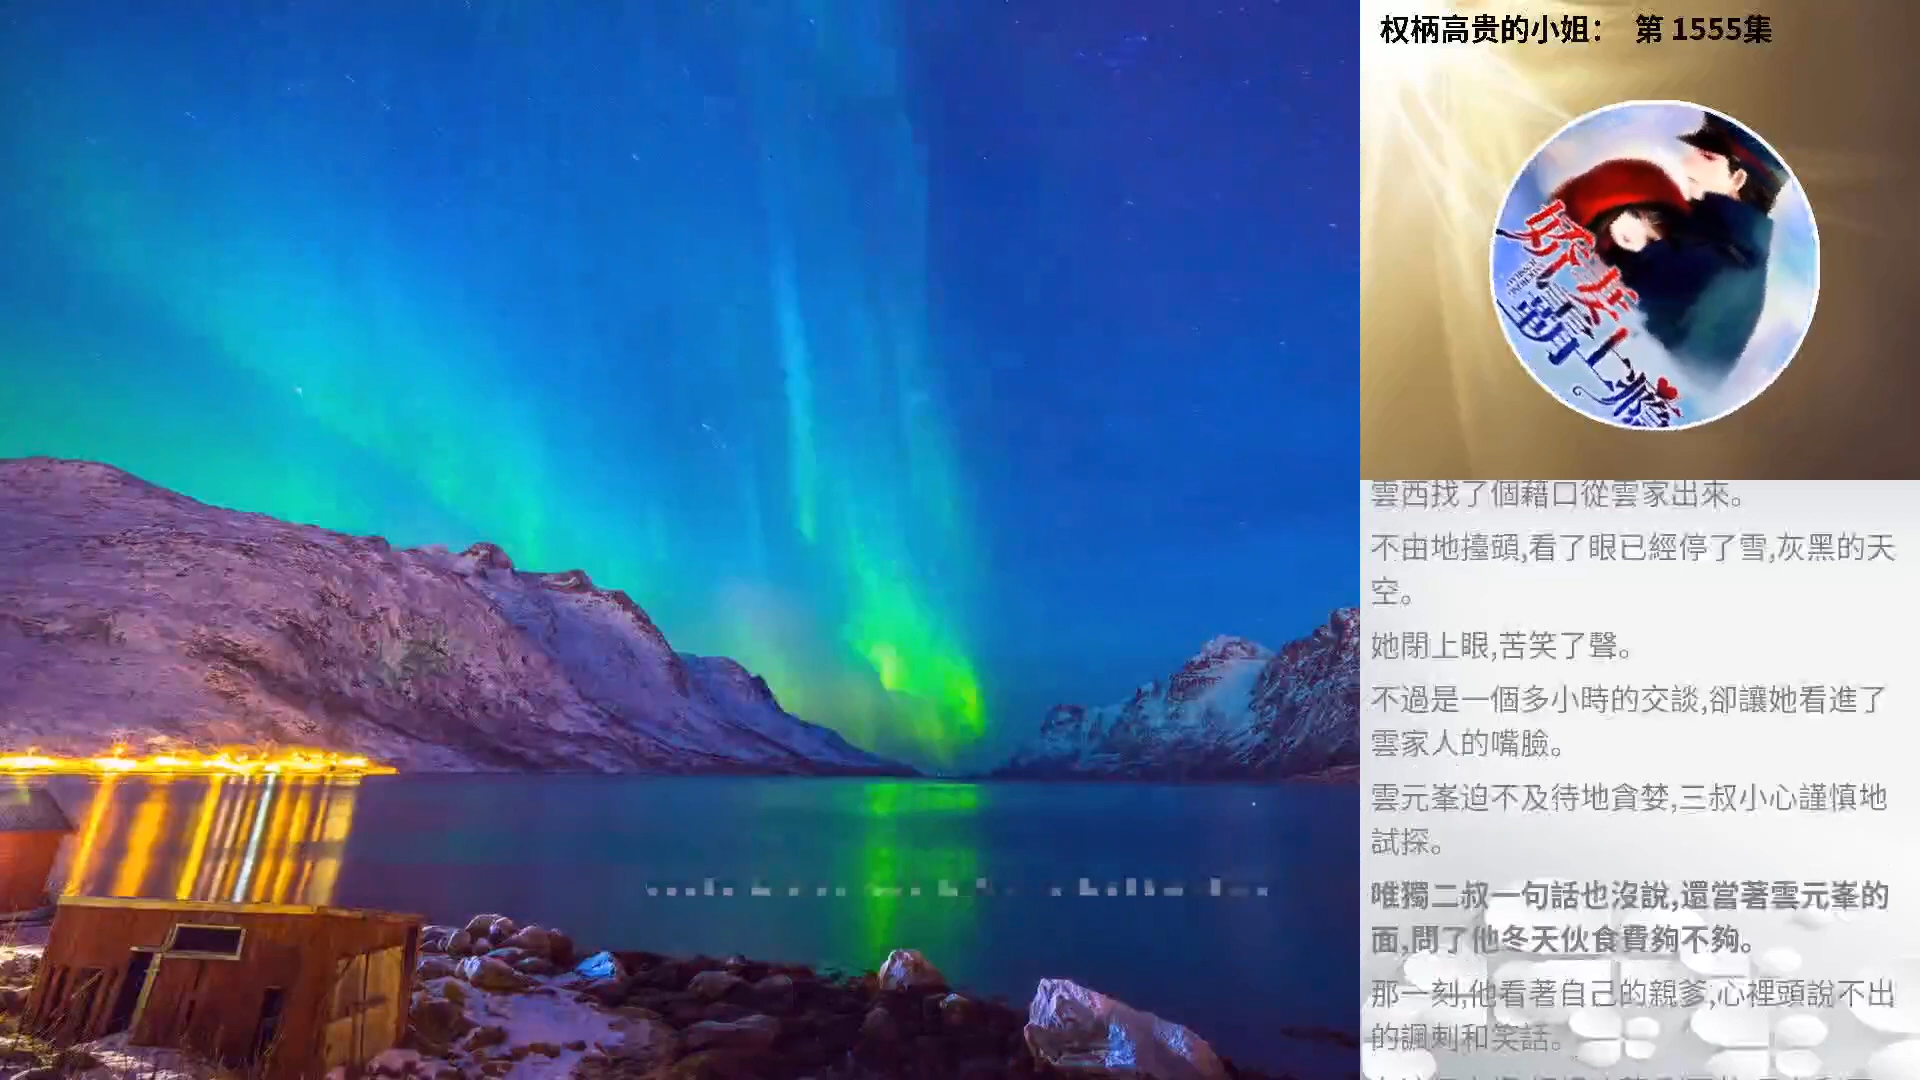 权柄高贵的小姐： 第 1555集
娇妻
霸上瘾
雲西找了個藉口從雲家出來。
不由地擡頭,看了眼已經停了雪,灰黑的天
空。
她閉上眼,苦笑了聲。
不過是一個多小時的交談,卻讓她看進了
雲家人的嘴臉。
雲元峯迫不及待地貪婪,三叔小心謹慎地
試探。
唯獨二叔一句話也沒說,還當著雲元峯的
面,問了他冬天伙食費夠不夠。
那一刻,他看著自己的親爹,心裡頭說不出
的諷刺和笑話。